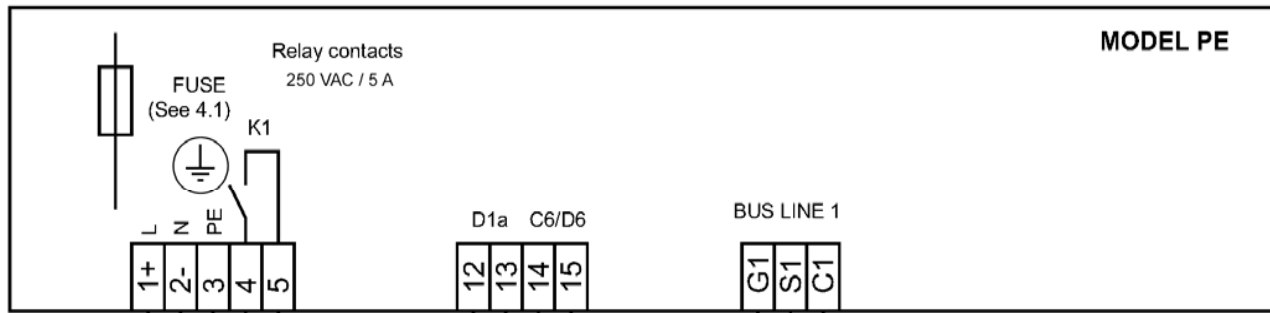 MODEL PE
Relay contacts
250 VAC / 5 A
FUSE
(See 4.1)
K1
L N PE
D1a C6/D6
BUS LINE 1
1+ 2- 3 4 5
12 13 14 15
G1 S1 C1